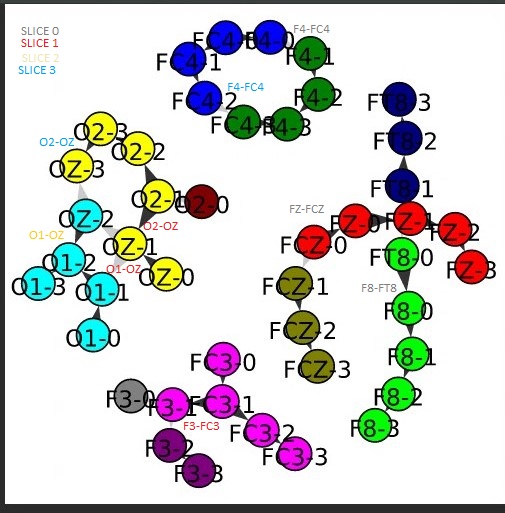 SLICE 0
SLICE 1
SLICE 2
SLICE 3
FC4-0
F4-0
F4-FC4
F4-1
FC4-1
F4-FC4
FC4-2
F4-2
FC4-3
F4-3
FT8-3
FT8-2
FT8-1
O2-3
O2-2
O2-OZ
OZ-3
O2-1
O2-0
O2-OZ
OZ-2
O1-OZ
OZ-1
O1-2
O1-OZ
OZ-0
O1-3
O1-1
O1-0
FZ-FCZ
FZ-0
FZ-1
FZ-2
FCZ-0
FZ-3
FT8-0
FCZ-1
F8-FT8
F8-0
FCZ-2
F8-1
FCZ-3
F8-2
F8-3
FC3-0
F3-0
F3-1
FC3-1
F3-FC3
FC3-2
F3-2
FC3-3
F3-3